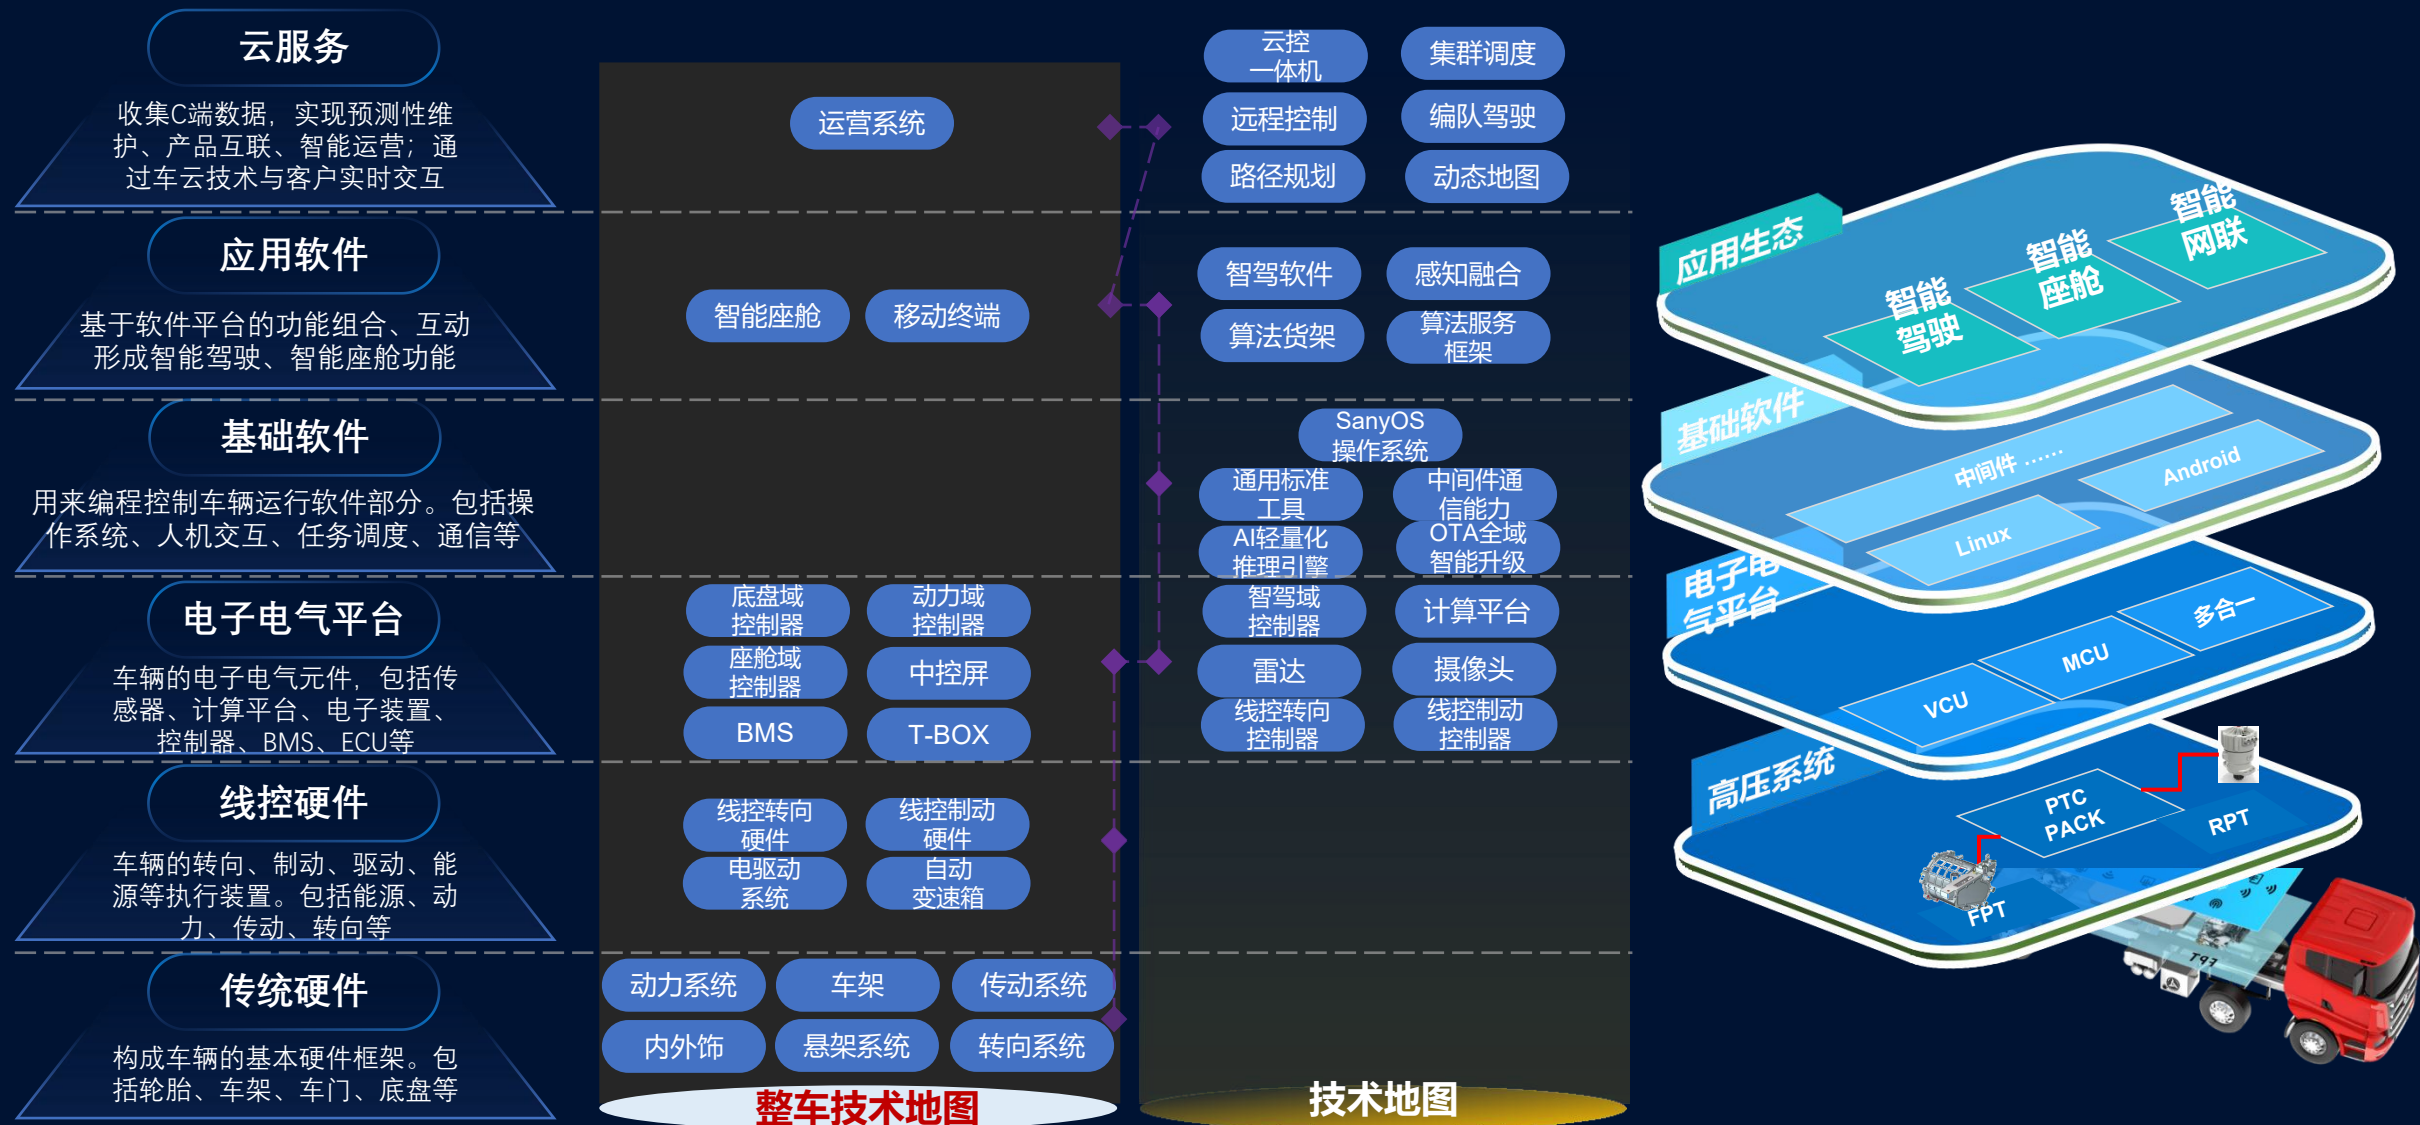 云服务
收集C端数据，实现预测性维
护、产品互联、智能运营；通
过车云技术与客户实时交互
应用软件
基于软件平台的功能组合、互动
形成智能驾驶、智能座舱功能
基础软件
用来编程控制车辆运行软件部分。包括操
作系统、人机交互、任务调度、通信等
电子电气平台
车辆的电子电气元件，包括传
感器、计算平台、电子装置、
控制器、BMS、ECU等
线控硬件
车辆的转向、制动、驱动、能
源等执行装置。包括能源、动
力、传动、转向等
传统硬件
构成车辆的基本硬件框架。包
括轮胎、车架、车门、底盘等
运营系统
智能座舱
移动终端
底盘域
控制器
动力域
控制器
座舱域
控制器
中控屏
BMS
T-BOX
线控转向
硬件
线控制动
硬件
电驱动
系统
自动
变速箱
动力系统
车架
传动系统
内外饰
悬架系统
转向系统
整车技术地图
云控
一体机
集群调度
远程控制
编队驾驶
路径规划
动态地图
智驾软件
感知融合
算法货架
算法服务
框架
SanyOS
操作系统
通用标准
工具
中间件通
信能力
AI轻量化
推理引擎
OTA全域
智能升级
智驾域
控制器
计算平台
雷达
摄像头
线控转向
控制器
线控制动
控制器
技术地图
应用生态
智能
驾驶
智能
座舱
智能
网联
基础软件
中间件 ……
Linux
Android
电子电
气平台
VCU
MCU
多合一
高压系统
PTC
PACK
RPT
FPT